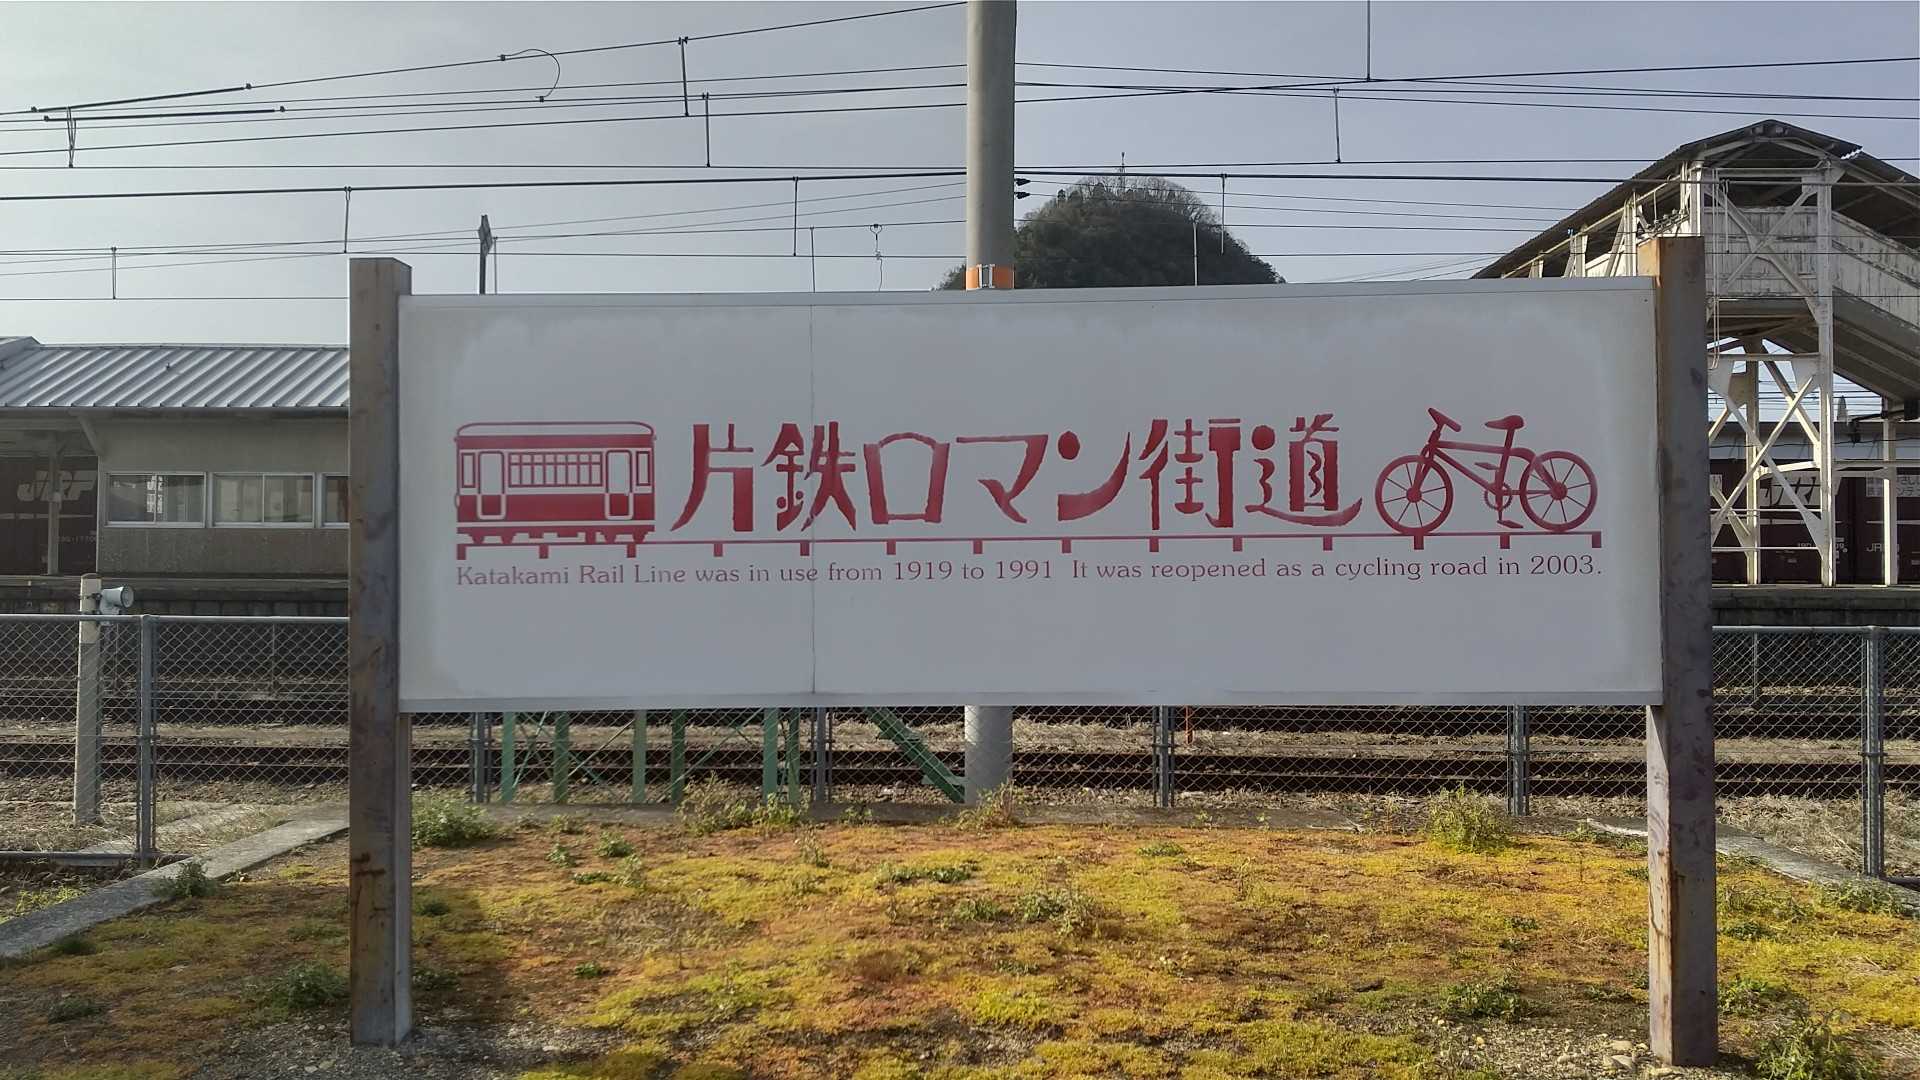 片鉄ロマン街道
Katakami Rail Line was in use from 1919 to 1991  It was reopened as a cycling road in 2003.
JRF